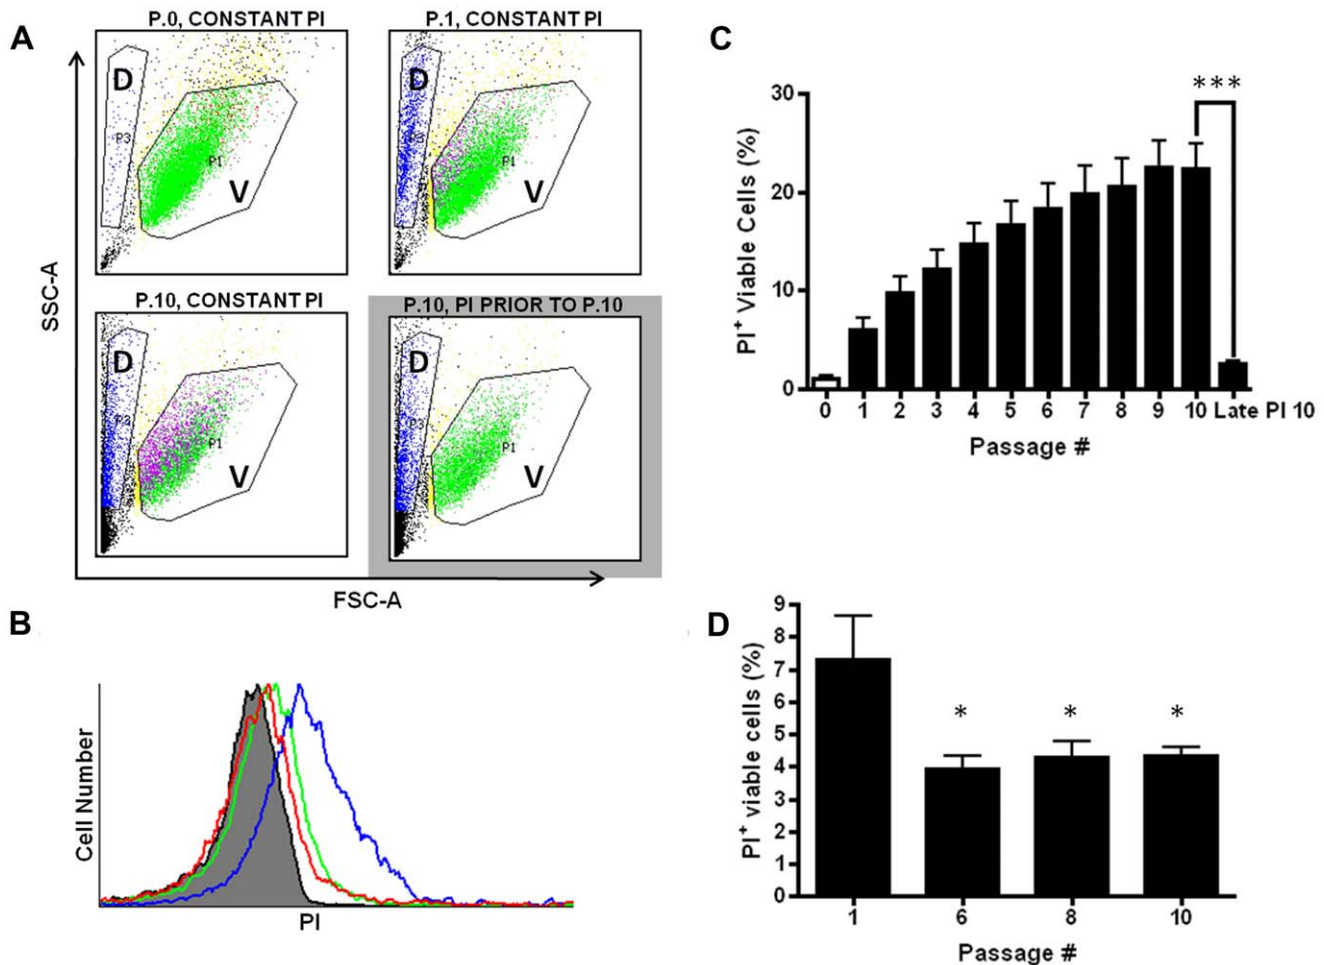 A
P.0, CONSTANT PI
D
P3
P1
V
P.1, CONSTANT PI
D
P3
P1
V
P.10, CONSTANT PI
D
P3
P1
V
P.10, PI PRIOR TO P.10
D
P3
P1
V
SSC-A
FSC-A
B
Cell Number
PI
C
PI+ Viable Cells (%)
30
20
10
0
***
0 1 2 3 4 5 6 7 8 9 10 Late PI 10
Passage #
D
PI+ viable cells (%)
9
8
7
6
5
4
3
2
1
0
* * *
1 6 8 10
Passage #